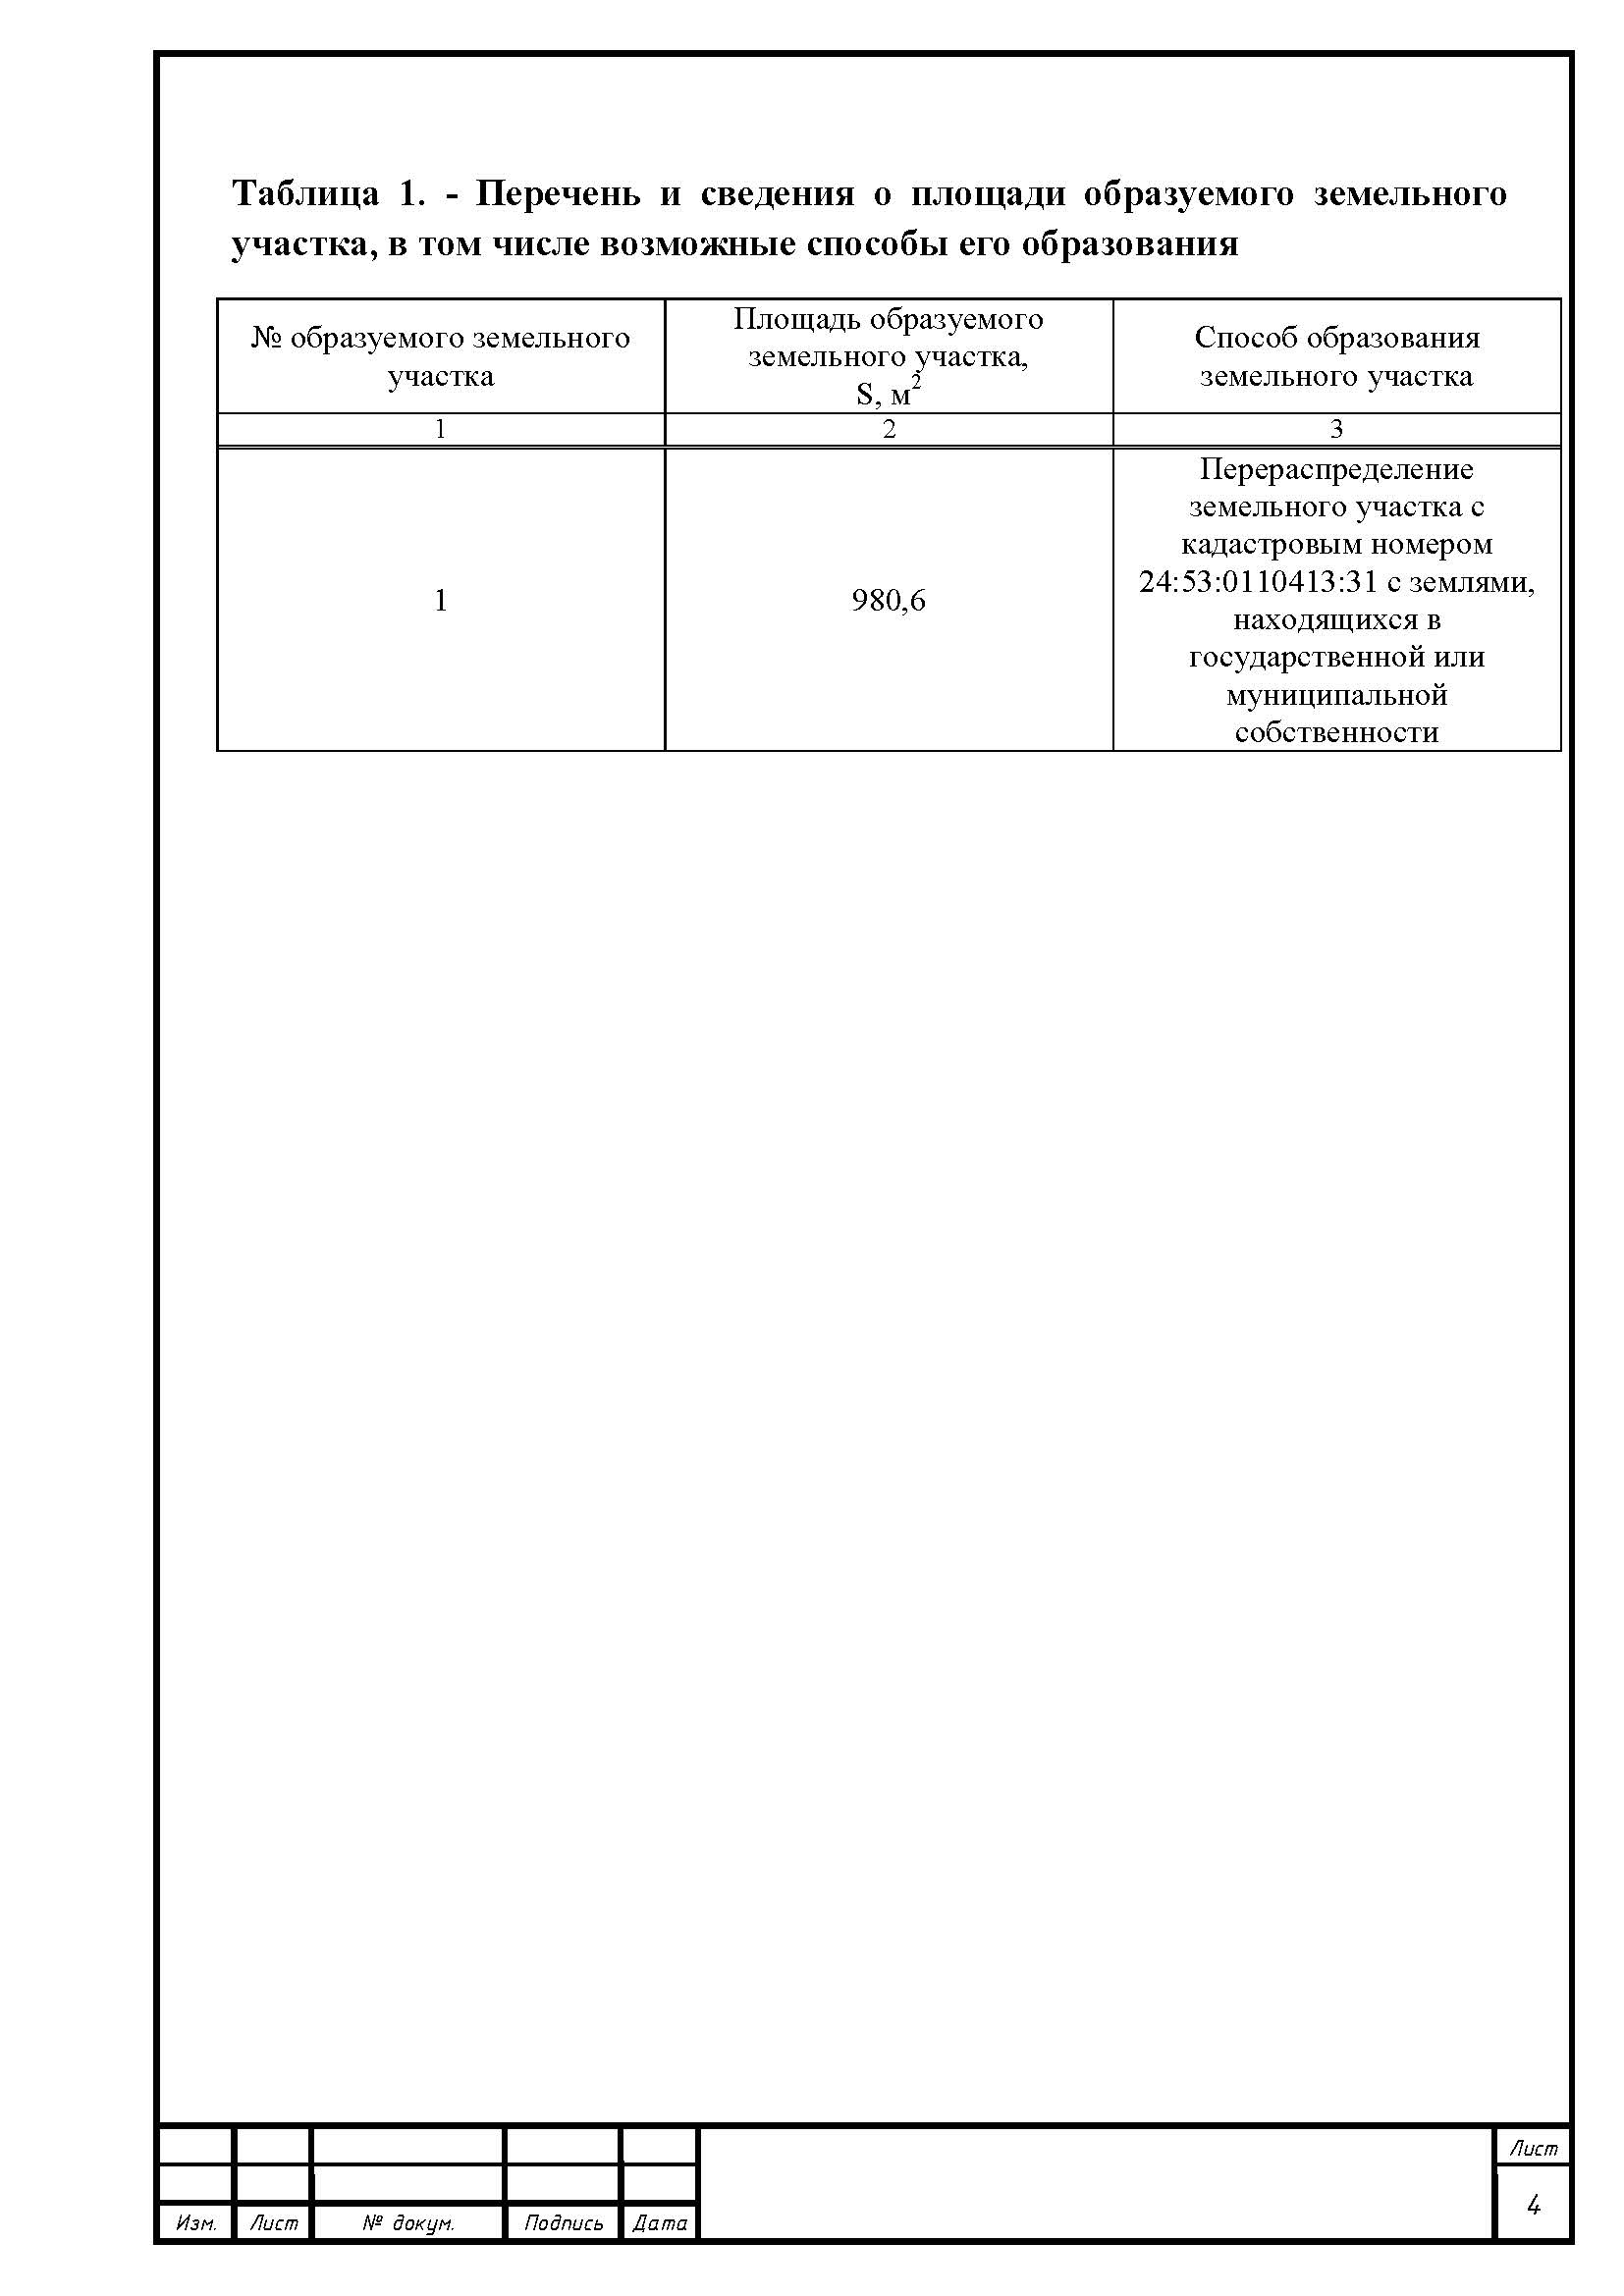 Таблица 1. - Перечень и сведения о площади образуемого земельного
участка, в том числе возможные способы его образования
№ образуемого земельного
участка
Площадь образуемого
земельного участка,
S, м²
Способ образования
земельного участка
1
2
3
1
980,6
Перераспределение
земельного участка с
кадастровым номером
24:53:0110413:31 с землями,
находящихся в
государственной или
муниципальной
собственности
Изм.
Лист
№ докум.
Подпись
Дата
Лист
4